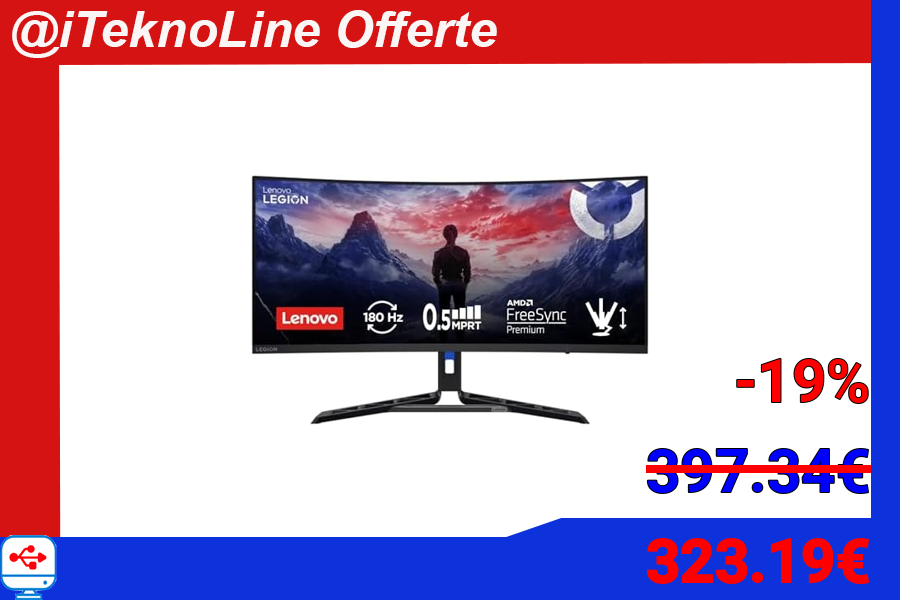 @iTeknoLine Offerte
Lenovo
LEGION
Lenovo
180 Hz
0.5 MPRT
AMD
FreeSync
Premium
LEGION
-19%
397.34€
323.19€